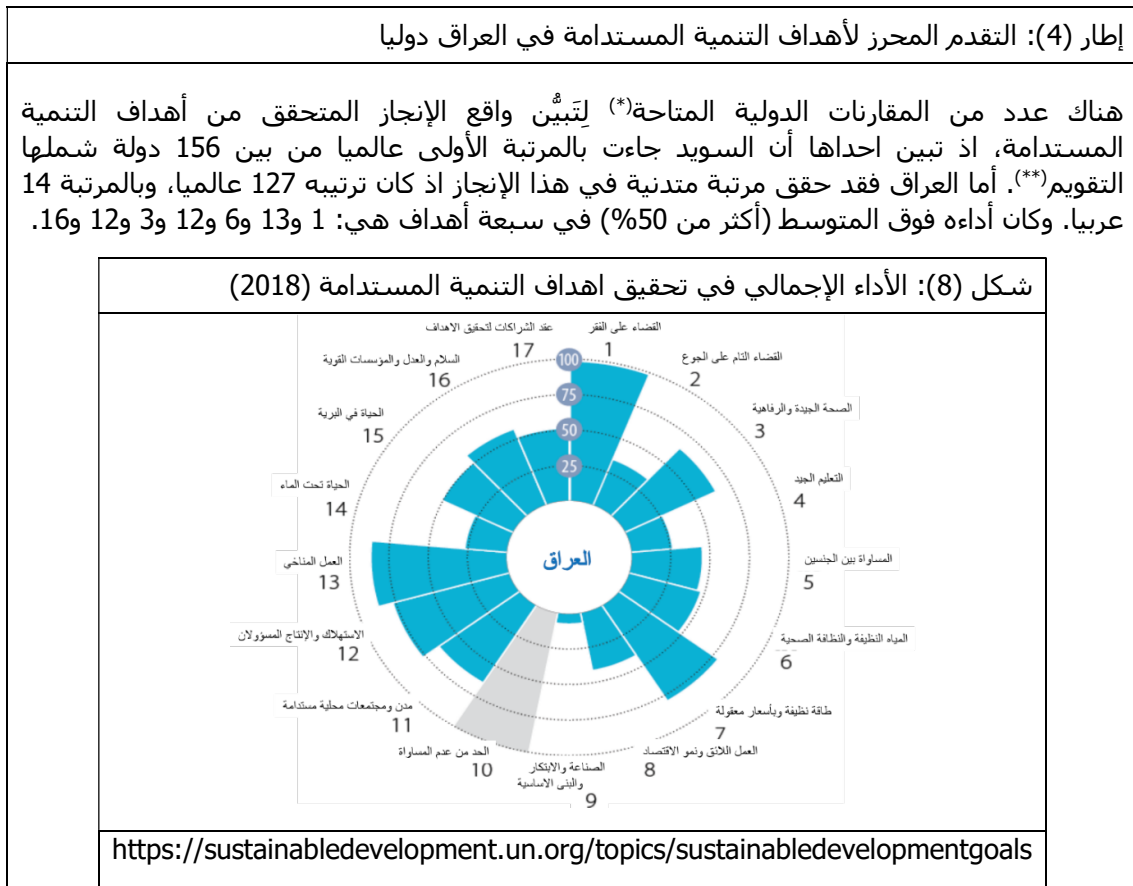 إطار (4): التقدم المحرز لأهداف التنمية المستدامة في العراق دوليا
هناك عدد من المقارنات الدولية المتاحة(*) لِتَبيُّن واقع الإنجاز المتحقق من أهداف التنمية
المستدامة، اذ تبين احداها أن السويد جاءت بالمرتبة الأولى عالميا من بين 156 دولة شملها
التقويم(**). أما العراق فقد حقق مرتبة متدنية في هذا الإنجاز اذ كان ترتيبه 127 عالميا، وبالمرتبة 14
عربيا. وكان أداءه فوق المتوسط (أكثر من 50%) في سبعة أهداف هي: 1 و13 و6 و12 و3 و12 و16.
شكل (8): الأداء الإجمالي في تحقيق اهداف التنمية المستدامة (2018)
القضاء على الفقر
1
القضاء التام على الجوع
2
الصحة الجيدة والرفاهية
3
التعليم الجيد
4
المساواة بين الجنسين
5
المياه النظيفة والنظافة الصحية
6
طاقة نظيفة وبأسعار معقولة
7
العمل اللائق ونمو الاقتصاد
8
الصناعة والابتكار
والبنى الاساسية
9
الحد من عدم المساواة
10
مدن ومجتمعات محلية مستدامة
11
الاستهلاك والإنتاج المسؤولان
12
العمل المناخي
13
الحياة تحت الماء
14
الحياة في البرية
15
السلام والعدل والمؤسسات القوية
16
عقد الشراكات لتحقيق الاهداف
17
100
75
50
25
العراق
https://sustainabledevelopment.un.org/topics/sustainabledevelopmentgoals